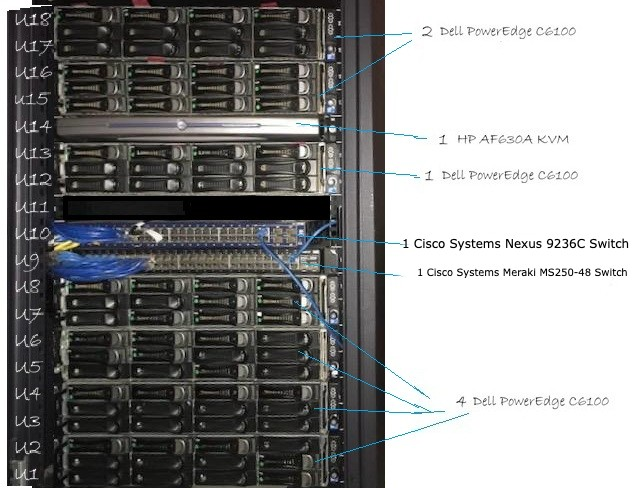 U18
2 Dell PowerEdge C6100
U17
U16
U15
U14
1 HP AF630A KVM
U13
U12
1 Dell PowerEdge C6100
U11
U10
1 Cisco Systems Nexus 9236C Switch
U9
1 Cisco Systems Meraki MS250-48 Switch
U8
U7
U6
U5
U4
4 Dell PowerEdge C6100
U3
U2
U1